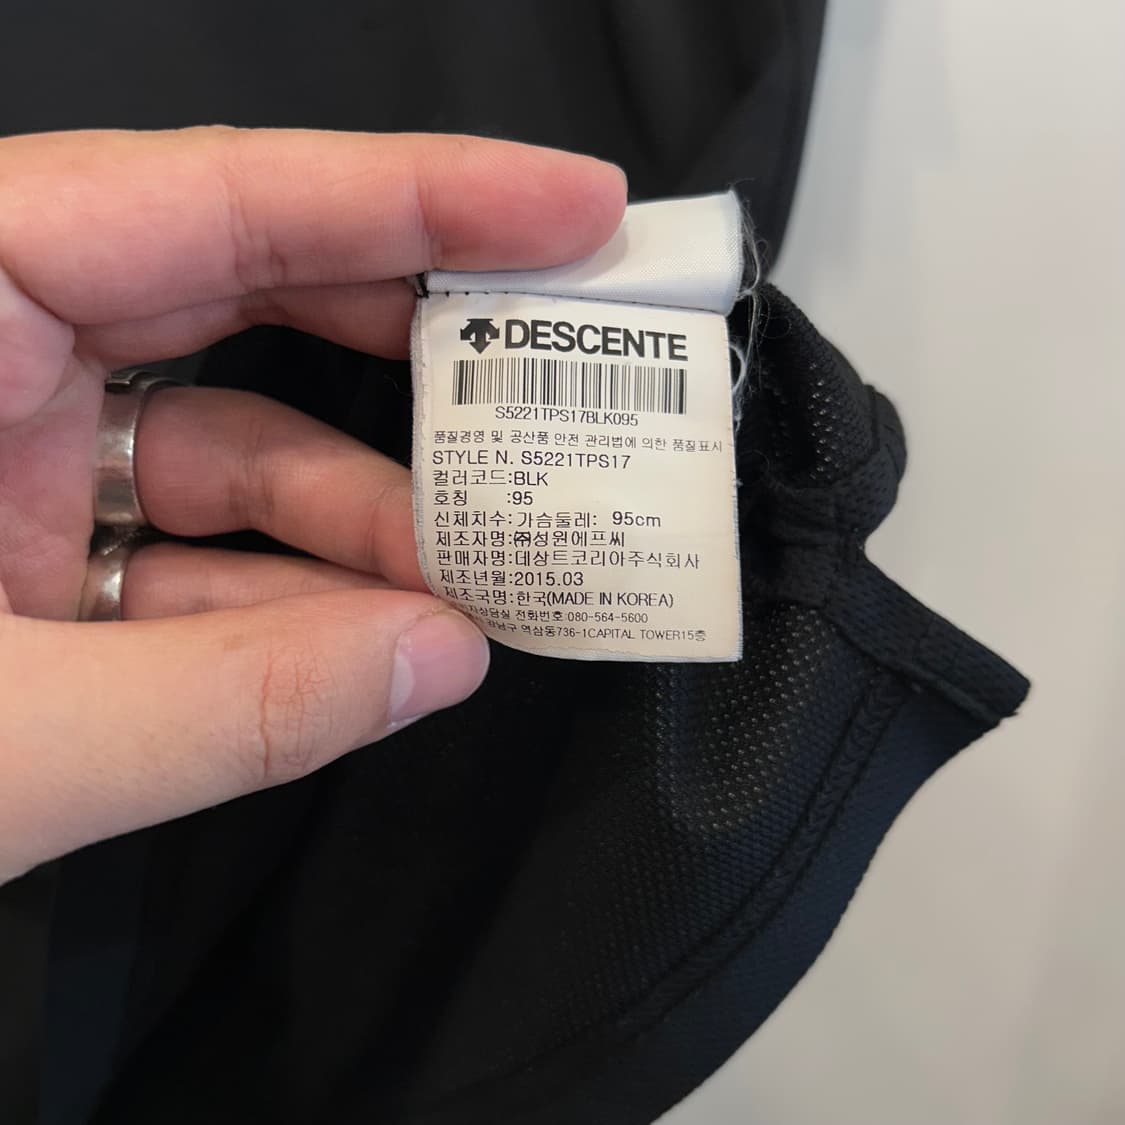 DESCENTE
S5221TPS17BLK095
품질경영 및 공산품 안전 관리법에 의한 품질표시
STYLE N. S5221TPS17
컬러코드:BLK
호칭 :95
신체치수:가슴둘레: 95cm
제조자명:㈜성원에프씨
판매자명:데상트코리아주식회사
제조년월:2015.03
제조국명:한국(MADE IN KOREA)
전화번호:080-564-5600
강남구 역삼동736-1CAPITAL TOWER15층